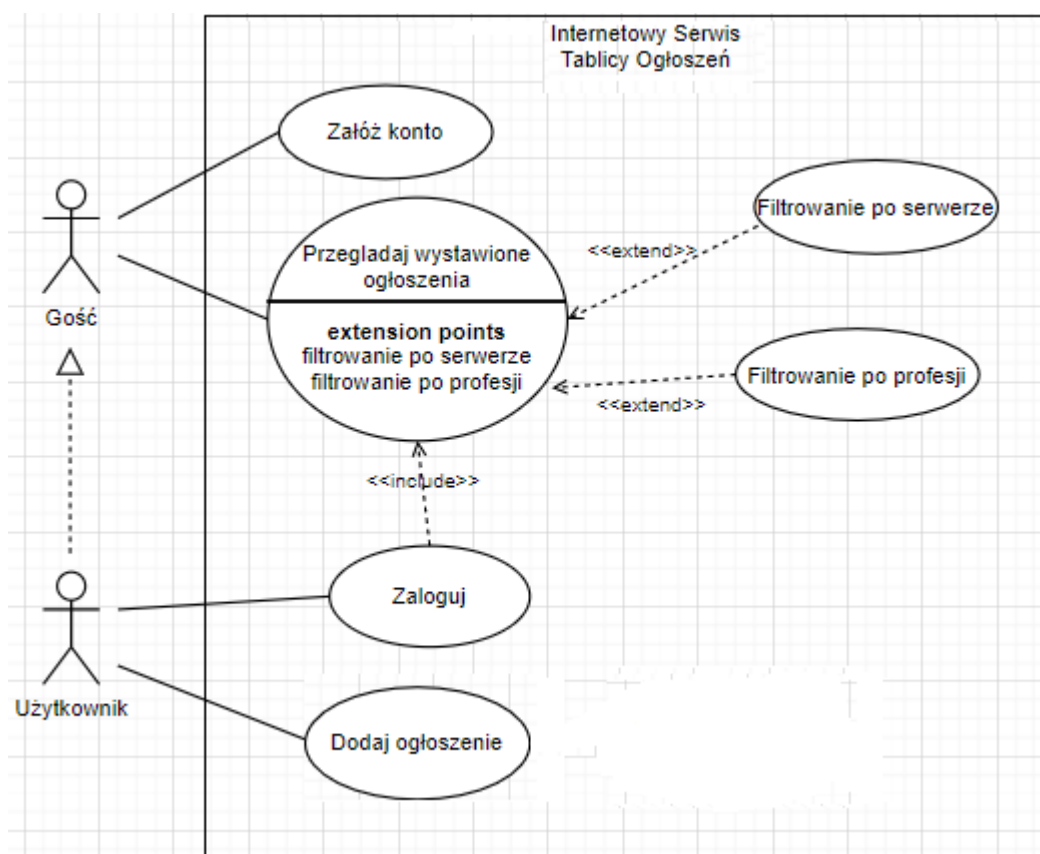 Internetowy Serwis
Tablicy Ogłoszeń
Załóż konto
Gość
Przegladaj wystawione
ogłoszenia
extension points
filtrowanie po serwerze
filtrowanie po profesji
<<extend>>
Filtrowanie po serwerze
<<extend>>
Filtrowanie po profesji
<<include>>
Zaloguj
Użytkownik
Dodaj ogłoszenie